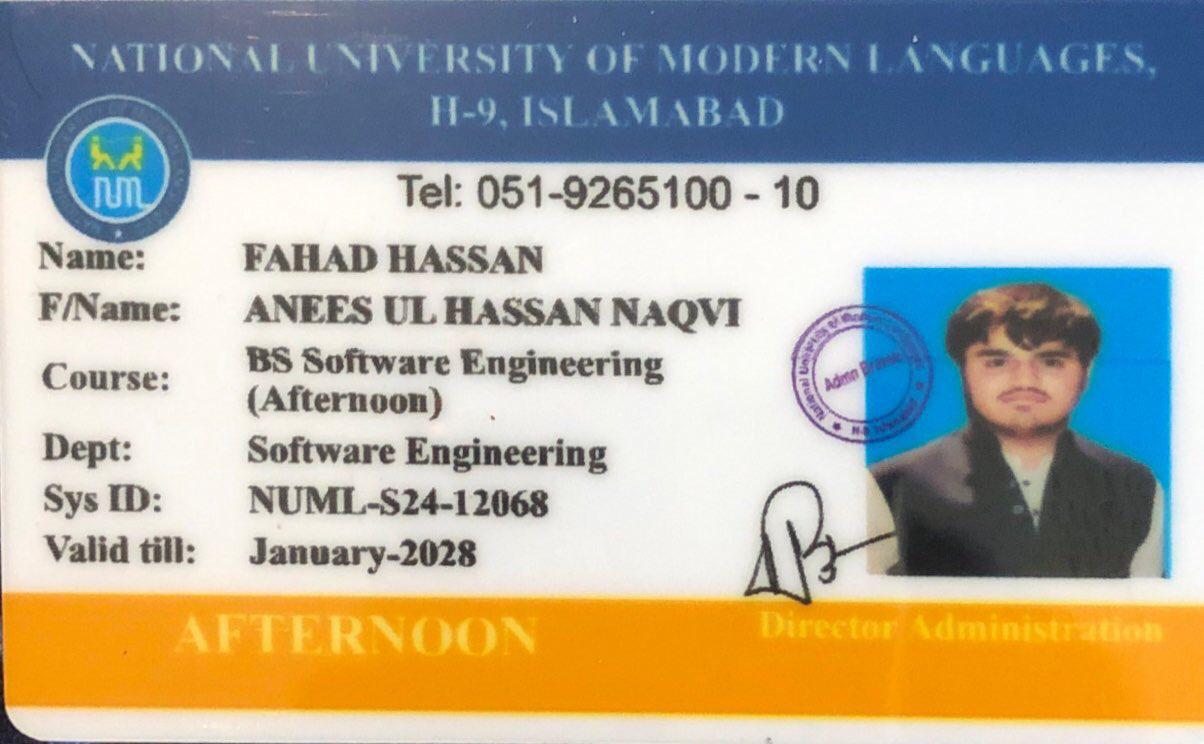 NATIONAL UNIVERSITY OF MODERN LANGUAGES,
H-9, ISLAMABAD
NUML
Tel: 051-9265100 - 10
Name: FAHAD HASSAN
F/Name: ANEES UL HASSAN NAQVI
Course: BS Software Engineering
(Afternoon)
Dept: Software Engineering
Sys ID: NUML-S24-12068
Valid till: January-2028
National University of Modern
Admn Branch
H-9 Islamabad
AFTERNOON
Director Administration